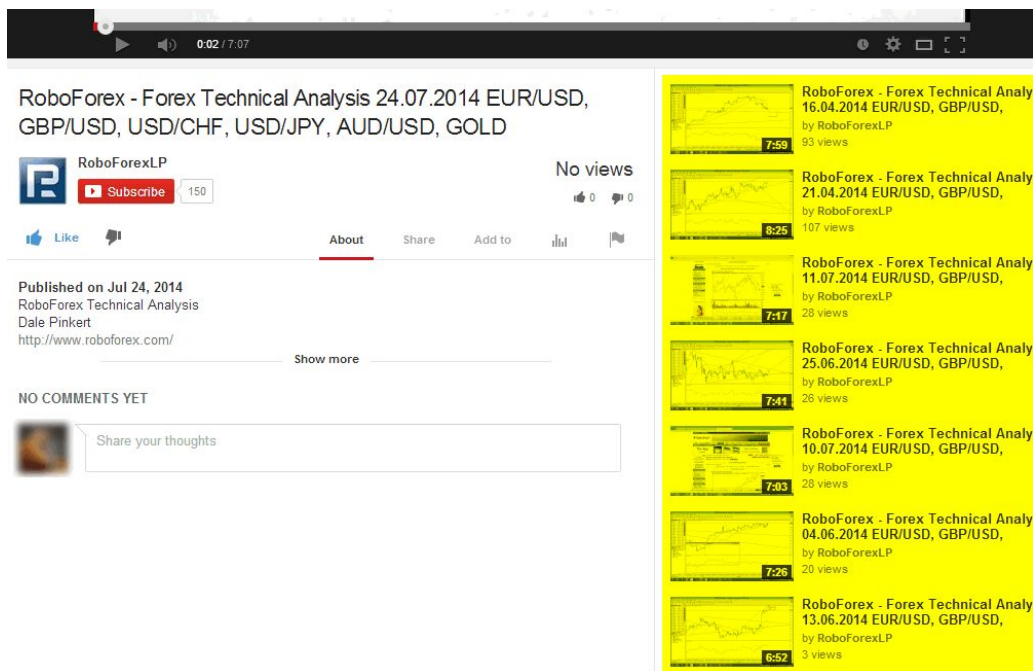 0:02 / 7:07
RoboForex - Forex Technical Analysis 24.07.2014 EUR/USD,
GBP/USD, USD/CHF, USD/JPY, AUD/USD, GOLD
RoboForexLP
Subscribe 150
No views
0 0
Like
About Share Add to
Published on Jul 24, 2014
RoboForex Technical Analysis
Dale Pinkert
http://www.roboforex.com/
Show more
NO COMMENTS YET
Share your thoughts
RoboForex - Forex Technical Analy
16.04.2014 EUR/USD, GBP/USD,
by RoboForexLP
7:59
93 views
RoboForex - Forex Technical Analy
21.04.2014 EUR/USD, GBP/USD,
by RoboForexLP
8:25
107 views
RoboForex - Forex Technical Analy
11.07.2014 EUR/USD, GBP/USD,
by RoboForexLP
7:17
28 views
RoboForex - Forex Technical Analy
25.06.2014 EUR/USD, GBP/USD,
by RoboForexLP
7:41
26 views
RoboForex - Forex Technical Analy
10.07.2014 EUR/USD, GBP/USD,
by RoboForexLP
7:03
28 views
RoboForex - Forex Technical Analy
04.06.2014 EUR/USD, GBP/USD,
by RoboForexLP
7:26
20 views
RoboForex - Forex Technical Analy
13.06.2014 EUR/USD, GBP/USD,
by RoboForexLP
6:52
3 views